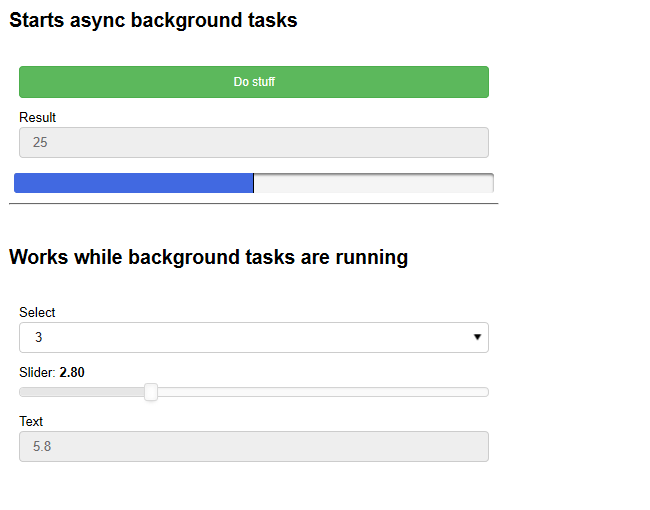 Starts async background tasks
Do stuff
Result
25
Works while background tasks are running
Select
3
Slider: 2.80
Text
5.8